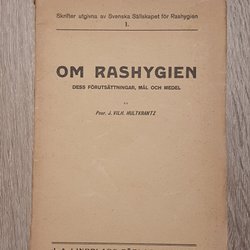 Skrifter utgivna av Svenska Sällskapet för Rashygien
1.
OM RASHYGIEN
DESS FÖRUTSÄTTNINGAR, MÅL OCH MEDEL
AV
Prof. J. VILH. HULTKRANTZ